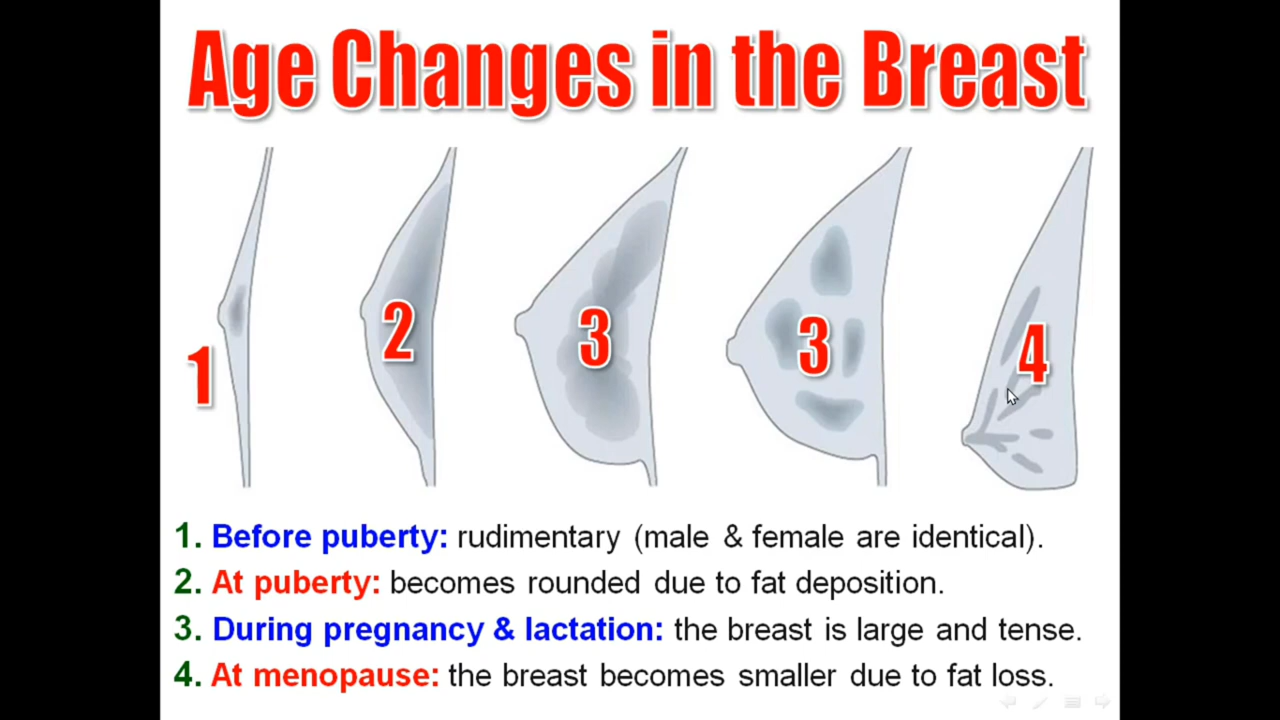 Age Changes in the Breast
1
2
3
3
4
1. Before puberty: rudimentary (male & female are identical).
2. At puberty: becomes rounded due to fat deposition.
3. During pregnancy & lactation: the breast is large and tense.
4. At menopause: the breast becomes smaller due to fat loss.